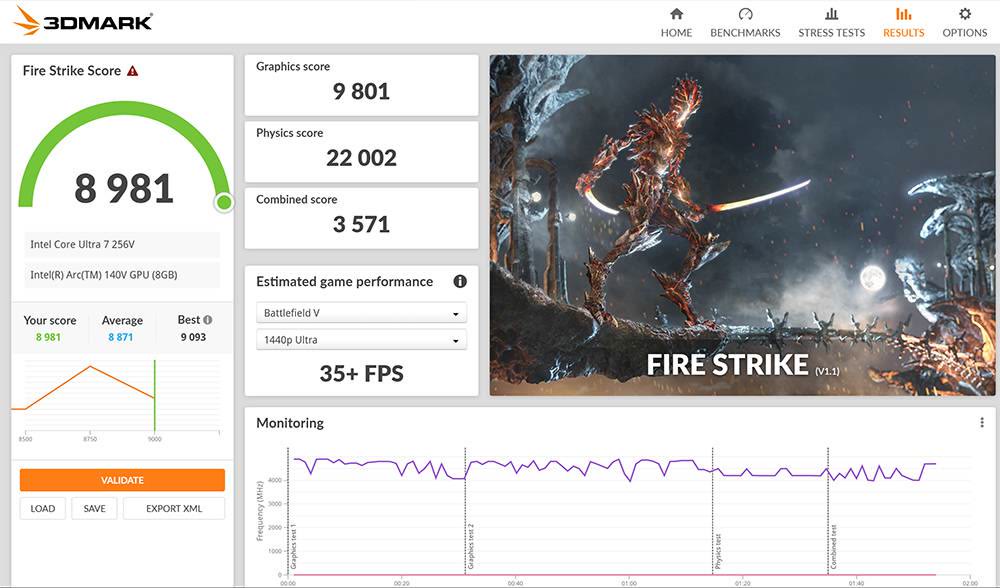 3DMARK
HOME
BENCHMARKS
STRESS TESTS
RESULTS
OPTIONS
Fire Strike Score
8 981
Intel Core Ultra 7 256V
Intel(R) Arc(TM) 140V GPU (8GB)
Your score
Average
Best
8 981
8 871
9 093
8500
8750
9000
VALIDATE
LOAD
SAVE
EXPORT XML
Graphics score
9 801
Physics score
22 002
Combined score
3 571
Estimated game performance
Battlefield V
1440p Ultra
35+ FPS
FIRE STRIKE (V1.1)
Monitoring
Frequency (MHz)
4000
3000
2000
1000
0
Graphics test 1
Graphics test 2
Physics test
Combined test
00:00
00:20
00:40
01:00
01:20
01:40
02:00